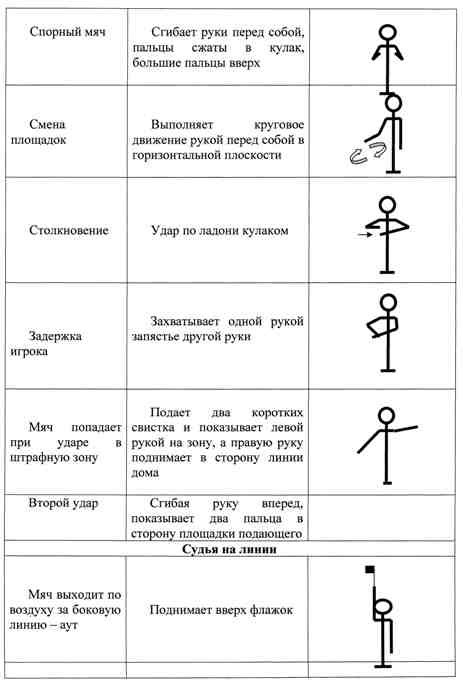 Спорный мяч
Сгибает руки перед собой,
пальцы сжаты в кулак,
большие пальцы вверх
Смена
площадок
Выполняет круговое
движение рукой перед собой в
горизонтальной плоскости
Столкновение
Удар по ладони кулаком
Задержка
игрока
Захватывает одной рукой
запястье другой руки
Мяч попадает
при ударе в
штрафную зону
Подает два коротких
свистка и показывает левой
рукой на зону, а правую руку
поднимает в сторону линии
дома
Второй удар
Сгибая руку вперед,
показывает два пальца в
сторону площадки подающего
Судья на линии
Мяч выходит по
воздуху за боковую
линию – аут
Поднимает вверх флажок